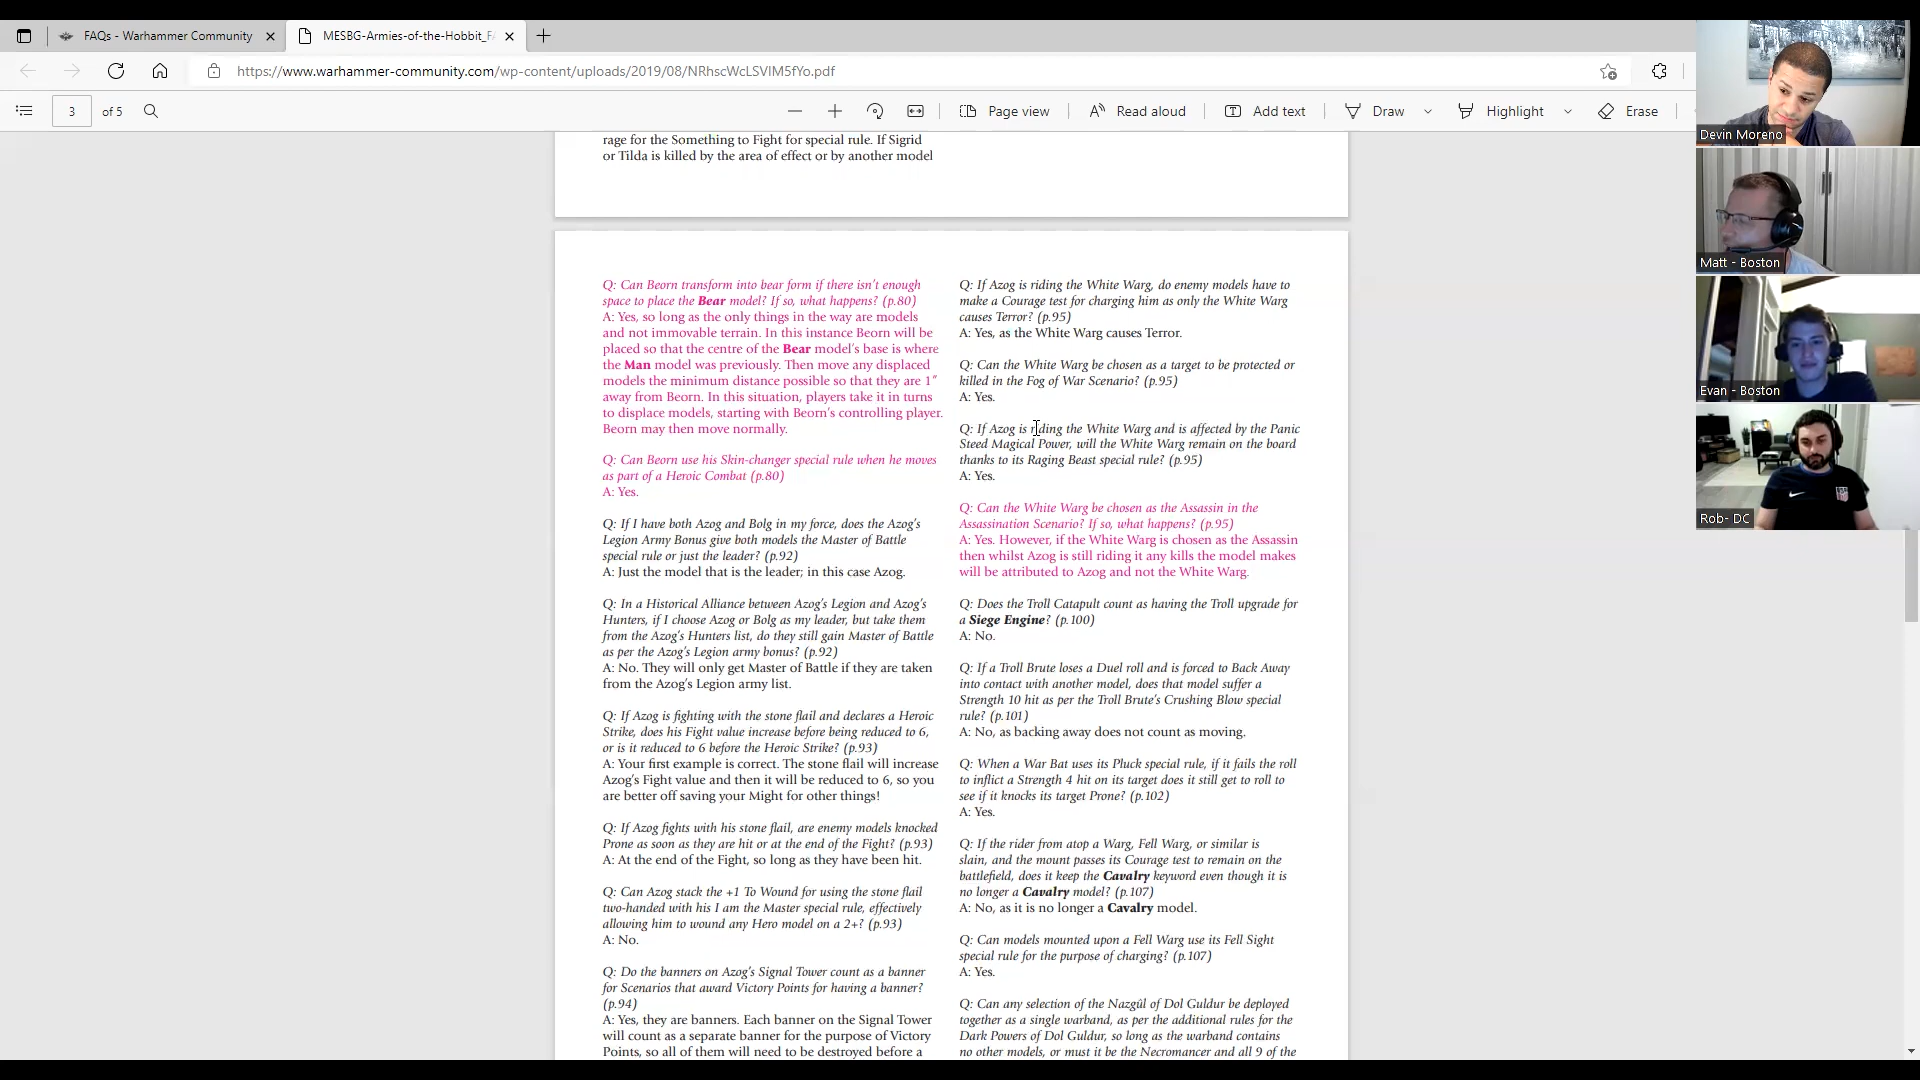 FAQs - Warhammer Community
MESBG-Armies-of-the-Hobbit_FA
https://www.warhammer-community.com/wp-content/uploads/2019/08/NRhscWcLSVIM5fYo.pdf
3 of 5
Page view
Read aloud
Add text
Draw
Highlight
Erase
rage for the Something to Fight for special rule. If Sigrid
or Tilda is killed by the area of effect or by another model
Q: Can Beorn transform into bear form if there isn't enough
space to place the Bear model? If so, what happens? (p.80)
A: Yes, so long as the only things in the way are models
and not immovable terrain. In this instance Beorn will be
placed so that the centre of the Bear model's base is where
the Man model was previously. Then move any displaced
models the minimum distance possible so that they are 1"
away from Beorn. In this situation, players take it in turns
to displace models, starting with Beorn's controlling player.
Beorn may then move normally.
Q: Can Beorn use his Skin-changer special rule when he moves
as part of a Heroic Combat (p.80)
A: Yes.
Q: If I have both Azog and Bolg in my force, does the Azog's
Legion Army Bonus give both models the Master of Battle
special rule or just the leader? (p.92)
A: Just the model that is the leader; in this case Azog.
Q: In a Historical Alliance between Azog's Legion and Azog's
Hunters, if I choose Azog or Bolg as my leader, but take them
from the Azog's Hunters list, do they still gain Master of Battle
as per the Azog's Legion army bonus? (p.92)
A: No. They will only get Master of Battle if they are taken
from the Azog's Legion army list.
Q: If Azog is fighting with the stone flail and declares a Heroic
Strike, does his Fight value increase before being reduced to 6,
or is it reduced to 6 before the Heroic Strike? (p.93)
A: Your first example is correct. The stone flail will increase
Azog's Fight value and then it will be reduced to 6, so you
are better off saving your Might for other things!
Q: If Azog fights with his stone flail, are enemy models knocked
Prone as soon as they are hit or at the end of the Fight? (p.93)
A: At the end of the Fight, so long as they have been hit.
Q: Can Azog stack the +1 To Wound for using the stone flail
two-handed with his I am the Master special rule, effectively
allowing him to wound any Hero model on a 2+? (p.93)
A: No.
Q: Do the banners on Azog's Signal Tower count as a banner
for Scenarios that award Victory Points for having a banner?
(p.94)
A: Yes, they are banners. Each banner on the Signal Tower
will count as a separate banner for the purpose of Victory
Points, so all of them will need to be destroyed before a
Q: If Azog is riding the White Warg, do enemy models have to
make a Courage test for charging him as only the White Warg
causes Terror? (p.95)
A: Yes, as the White Warg causes Terror.
Q: Can the White Warg be chosen as a target to be protected or
killed in the Fog of War Scenario? (p.95)
A: Yes.
Q: If Azog is riding the White Warg and is affected by the Panic
Steed Magical Power, will the White Warg remain on the board
thanks to its Raging Beast special rule? (p.95)
A: Yes.
Q: Can the White Warg be chosen as the Assassin in the
Assassination Scenario? If so, what happens? (p.95)
A: Yes. However, if the White Warg is chosen as the Assassin
then whilst Azog is still riding it any kills the model makes
will be attributed to Azog and not the White Warg.
Q: Does the Troll Catapult count as having the Troll upgrade for
a Siege Engine? (p.100)
A: No.
Q: If a Troll Brute loses a Duel roll and is forced to Back Away
into contact with another model, does that model suffer a
Strength 10 hit as per the Troll Brute's Crushing Blow special
rule? (p.101)
A: No, as backing away does not count as moving.
Q: When a War Bat uses its Pluck special rule, if it fails the roll
to inflict a Strength 4 hit on its target does it still get to roll to
see if it knocks its target Prone? (p.102)
A: Yes.
Q: If the rider from atop a Warg, Fell Warg, or similar is
slain, and the mount passes its Courage test to remain on the
battlefield, does it keep the Cavalry keyword even though it is
no longer a Cavalry model? (p.107)
A: No, as it is no longer a Cavalry model.
Q: Can models mounted upon a Fell Warg use its Fell Sight
special rule for the purpose of charging? (p.107)
A: Yes.
Q: Can any selection of the Nazgûl of Dol Guldur be deployed
together as a single warband, as per the additional rules for the
Dark Powers of Dol Guldur, so long as the warband contains
no other models, or must it be the Necromancer and all 9 of the
Devin Moreno
Matt - Boston
Evan - Boston
Rob- DC